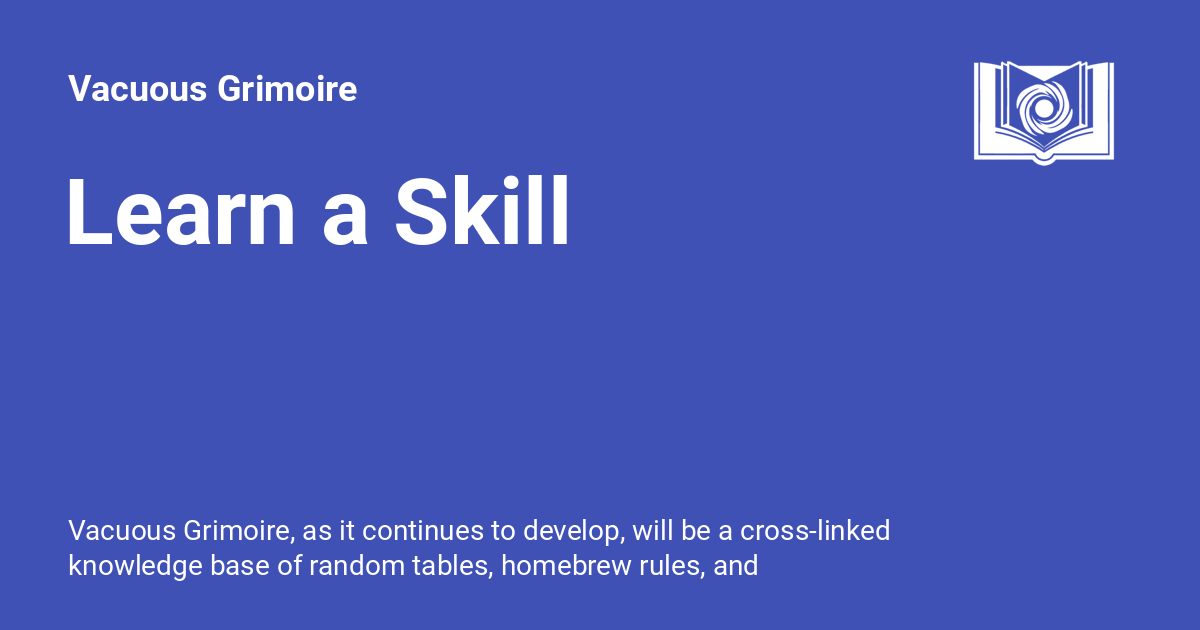 Vacuous Grimoire
Learn a Skill
Vacuous Grimoire, as it continues to develop, will be a cross-linked
knowledge base of random tables, homebrew rules, and